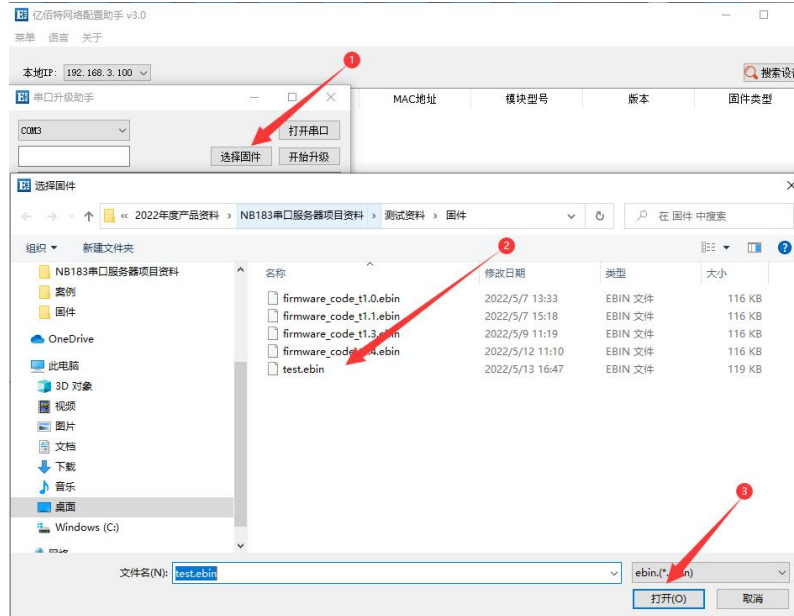 亿佰特网络配置助手 v3.0
菜单 语言 关于
本地IP: 192.168.3.100
搜索设
串口升级助手
MAC地址 模块型号 版本 固件类型
COM3 打开串口
选择固件 开始升级
选择固件
« 2022年度产品资料 › NB183串口服务器项目资料 › 测试资料 › 固件
在 固件 中搜索
组织 新建文件夹
名称 修改日期 类型 大小
NB183串口服务器项目资料
案例
固件
OneDrive
此电脑
3D 对象
视频
图片
文档
下载
音乐
桌面
Windows (C:)
firmware_code_t1.0.ebin 2022/5/7 13:33 EBIN 文件 116 KB
firmware_code_t1.1.ebin 2022/5/7 15:18 EBIN 文件 116 KB
firmware_code_t1.3.ebin 2022/5/9 11:19 EBIN 文件 116 KB
firmware_code 4.ebin 2022/5/12 11:10 EBIN 文件 116 KB
test.ebin 2022/5/13 16:47 EBIN 文件 119 KB
文件名(N): test.ebin
ebin.(*.
打开(O) 取消
1
2
3